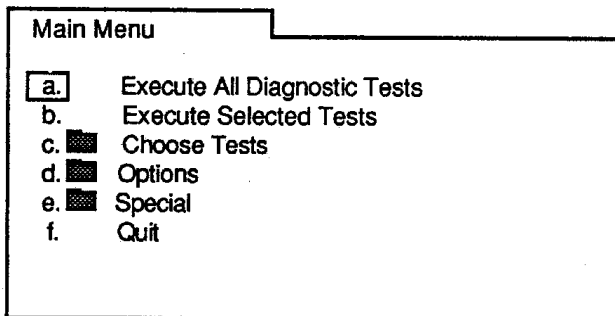 Main Menu
a. Execute All Diagnostic Tests
b. Execute Selected Tests
c. Choose Tests
d. Options
e. Special
f. Quit